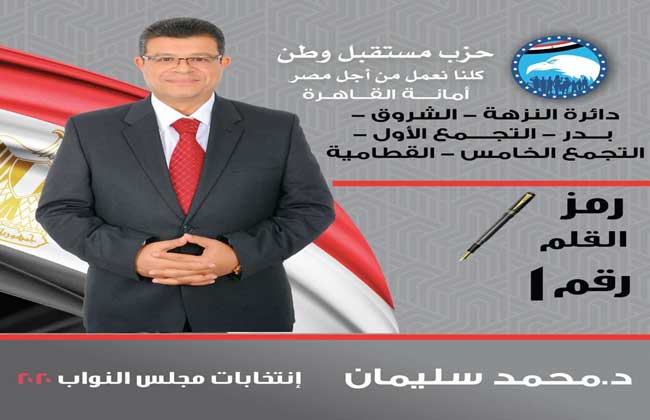 حزب مستقبل وطن
كلنا نعمل من أجل مصر
أمانة القاهرة
دائرة النزهة - الشروق -
بدر - التجمع الأول -
التجمع الخامس - القطامية
رمز
القلم
رقم 1
د.محمد سليمان
إنتخابات مجلس النواب ٢٠٢٠